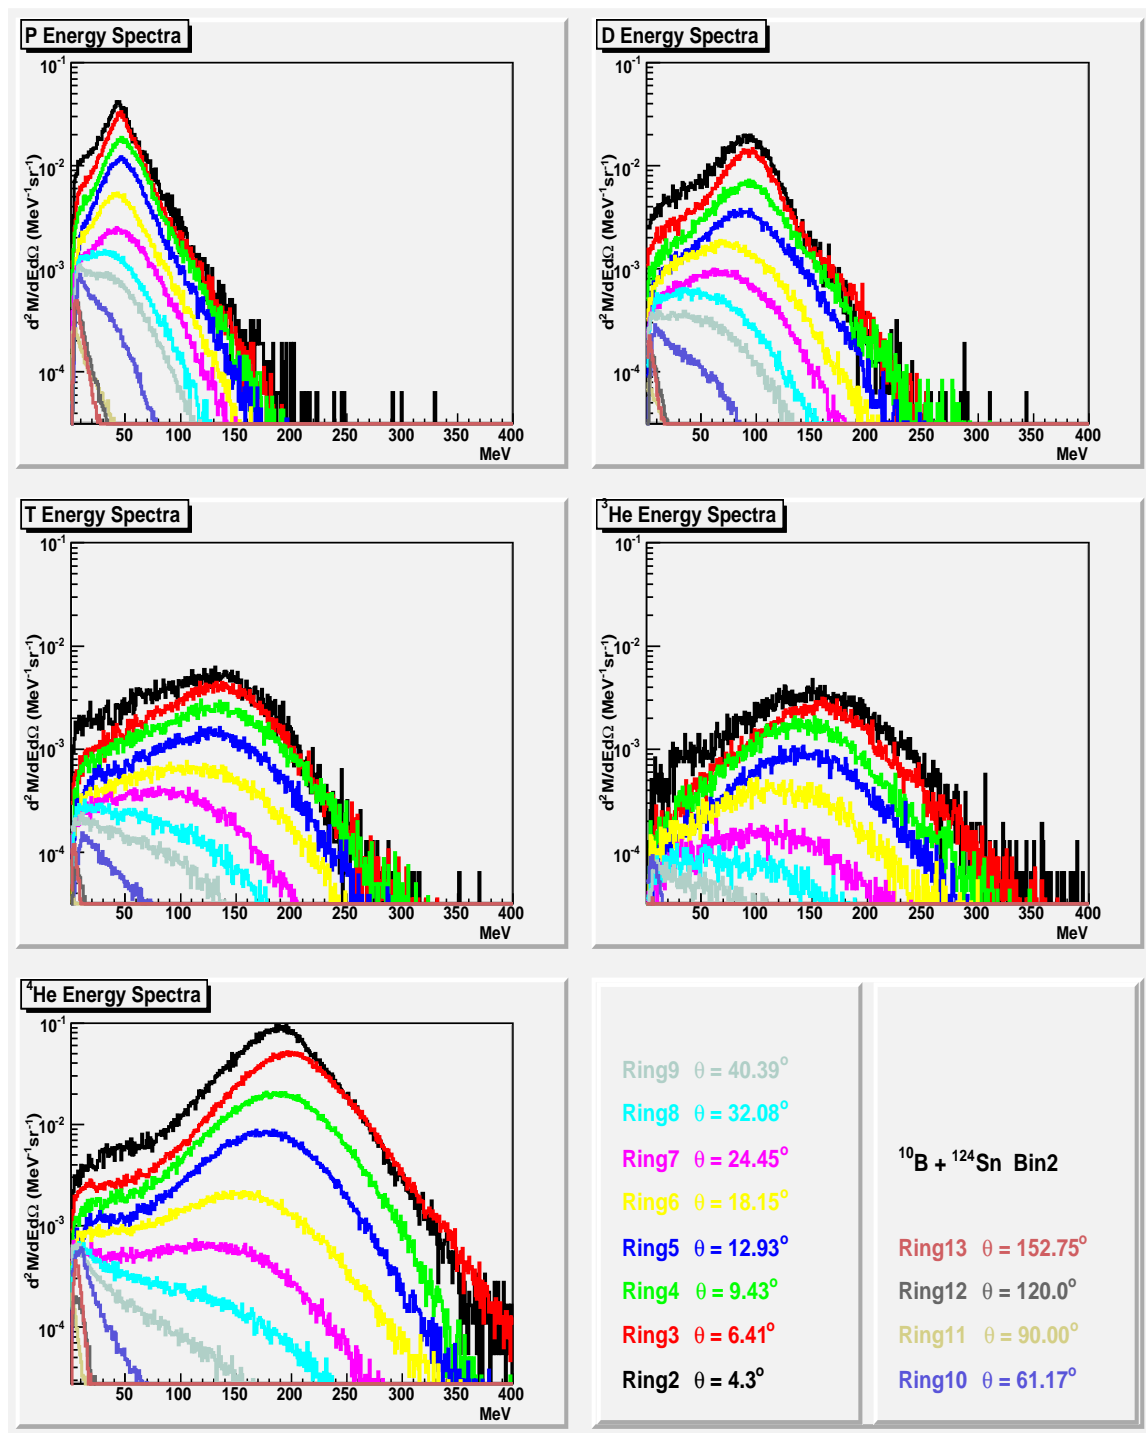 P Energy Spectra
d²M/dEdΩ (MeV⁻¹sr⁻¹)
10⁻¹
10⁻²
10⁻³
10⁻⁴
50 100 150 200 250 300 350 400
MeV
D Energy Spectra
d²M/dEdΩ (MeV⁻¹sr⁻¹)
10⁻¹
10⁻²
10⁻³
10⁻⁴
50 100 150 200 250 300 350 400
MeV
T Energy Spectra
d²M/dEdΩ (MeV⁻¹sr⁻¹)
10⁻¹
10⁻²
10⁻³
10⁻⁴
50 100 150 200 250 300 350 400
MeV
³He Energy Spectra
d²M/dEdΩ (MeV⁻¹sr⁻¹)
10⁻¹
10⁻²
10⁻³
10⁻⁴
50 100 150 200 250 300 350 400
MeV
⁴He Energy Spectra
d²M/dEdΩ (MeV⁻¹sr⁻¹)
10⁻¹
10⁻²
10⁻³
10⁻⁴
50 100 150 200 250 300 350 400
MeV
Ring9 θ = 40.39°
Ring8 θ = 32.08°
Ring7 θ = 24.45°
Ring6 θ = 18.15°
Ring5 θ = 12.93°
Ring4 θ = 9.43°
Ring3 θ = 6.41°
Ring2 θ = 4.3°
¹⁰B + ¹²⁴Sn Bin2
Ring13 θ = 152.75°
Ring12 θ = 120.0°
Ring11 θ = 90.00°
Ring10 θ = 61.17°